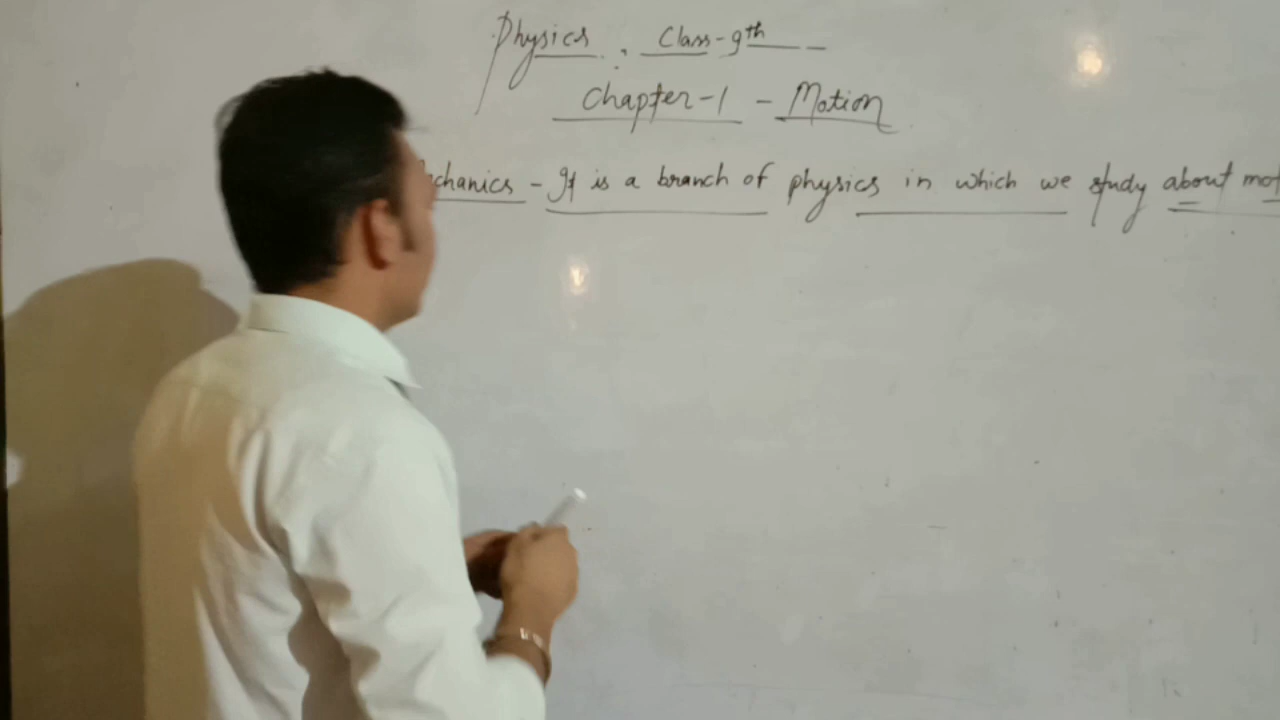 Physics : Class-9th
Chapter-1 - Motion
chanics - It is a branch of physics in which we study about mot